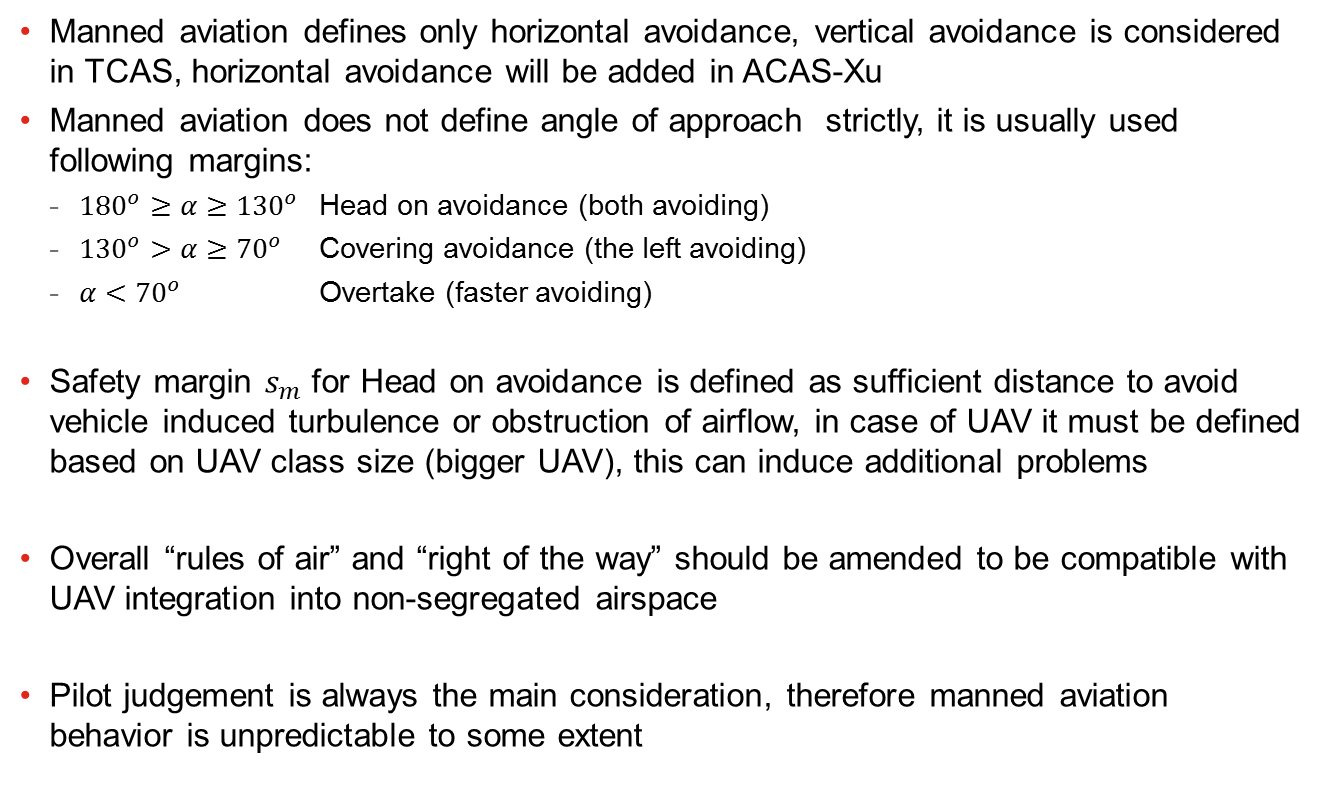 • Manned aviation defines only horizontal avoidance, vertical avoidance is considered
in TCAS, horizontal avoidance will be added in ACAS-Xu
• Manned aviation does not define angle of approach  strictly, it is usually used
following margins:
- 180° ≥ α ≥ 130° Head on avoidance (both avoiding)
- 130° > α ≥ 70° Covering avoidance (the left avoiding)
- α < 70° Overtake (faster avoiding)
• Safety margin sₘ for Head on avoidance is defined as sufficient distance to avoid
vehicle induced turbulence or obstruction of airflow, in case of UAV it must be defined
based on UAV class size (bigger UAV), this can induce additional problems
• Overall “rules of air” and “right of the way” should be amended to be compatible with
UAV integration into non-segregated airspace
• Pilot judgement is always the main consideration, therefore manned aviation
behavior is unpredictable to some extent